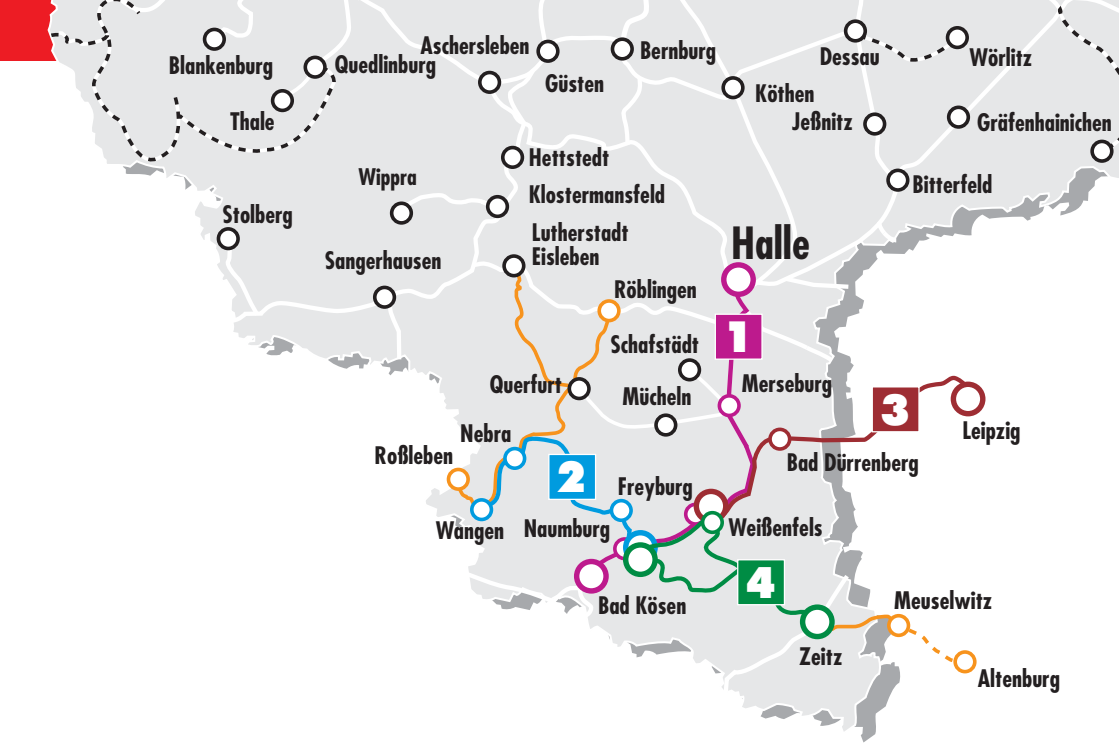 Aschersleben
Bernburg
Dessau
Wörlitz
Blankenburg
Quedlinburg
Güsten
Köthen
Thale
Jeßnitz
Gräfenhainichen
Hettstedt
Wippra
Klostermansfeld
Bitterfeld
Stolberg
Lutherstadt
Eisleben
Halle
Sangerhausen
Röblingen
1
Schafstädt
Querfurt
Mücheln
Merseburg
3
Leipzig
Nebra
Roßleben
Bad Dürrenberg
2
Freyburg
Wangen
Naumburg
Weißenfels
4
Bad Kösen
Meuselwitz
Zeitz
Altenburg